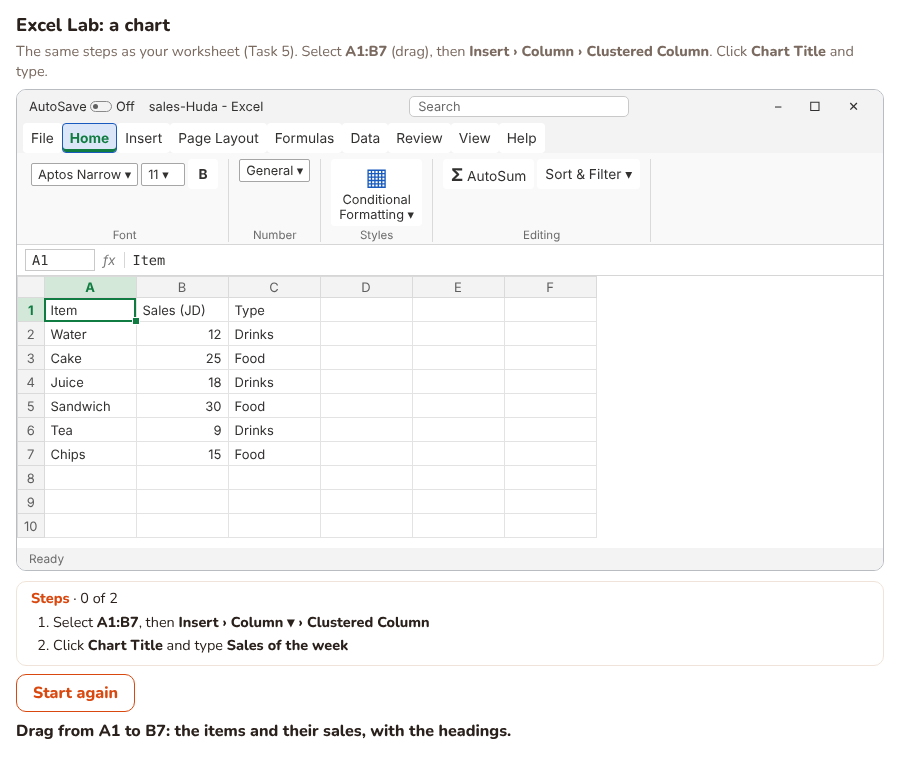 Excel Lab: a chart
The same steps as your worksheet (Task 5). Select A1:B7 (drag), then Insert › Column › Clustered Column. Click Chart Title and
type.
AutoSave Off sales-Huda - Excel Search
File Home Insert Page Layout Formulas Data Review View Help
Aptos Narrow ▾ 11 ▾ B General ▾ Conditional Formatting ▾ Σ AutoSum Sort & Filter ▾
Font Number Styles Editing
A1 fx Item
A B C D E F
1 Item Sales (JD) Type
2 Water 12 Drinks
3 Cake 25 Food
4 Juice 18 Drinks
5 Sandwich 30 Food
6 Tea 9 Drinks
7 Chips 15 Food
8
9
10
Ready
Steps · 0 of 2
1. Select A1:B7, then Insert › Column ▾ › Clustered Column
2. Click Chart Title and type Sales of the week
Start again
Drag from A1 to B7: the items and their sales, with the headings.